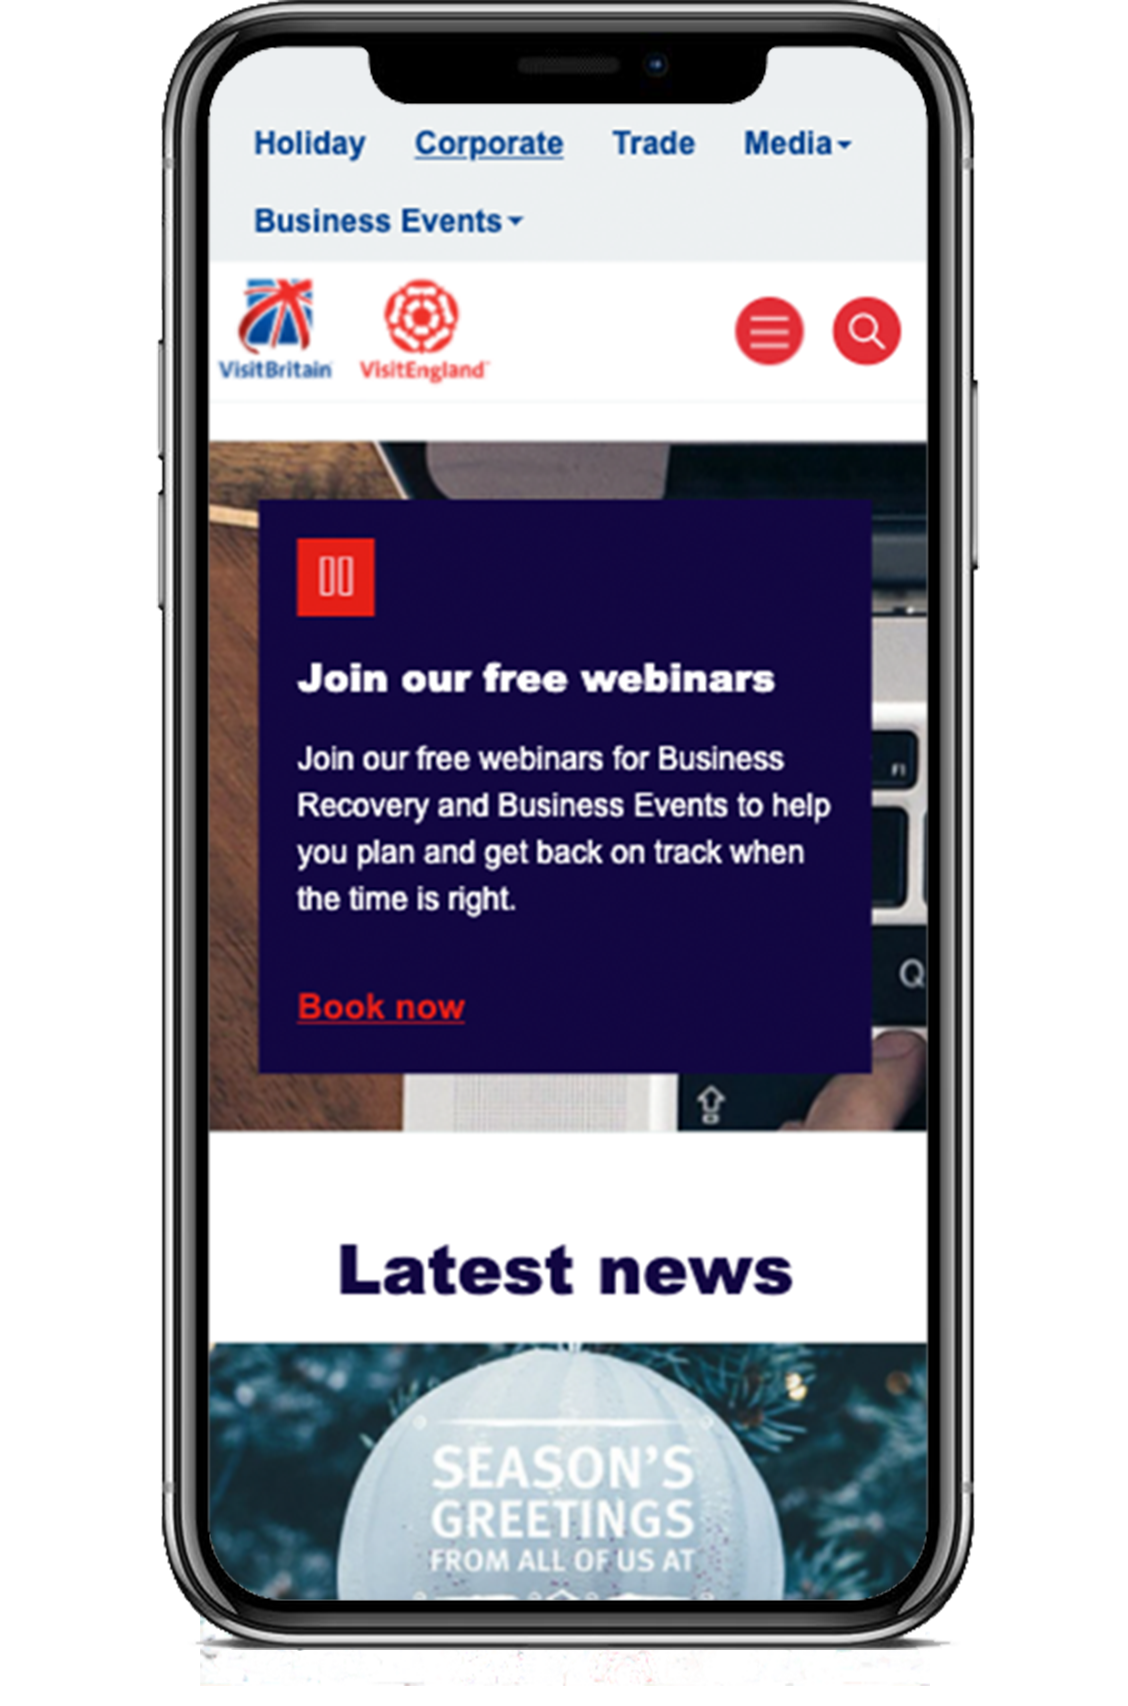 Holiday Corporate Trade Media
Business Events
VisitBritain VisitEngland
Join our free webinars
Join our free webinars for Business
Recovery and Business Events to help
you plan and get back on track when
the time is right.
F1
Q
Book now
Latest news
SEASON'S
GREETINGS
FROM ALL OF US AT